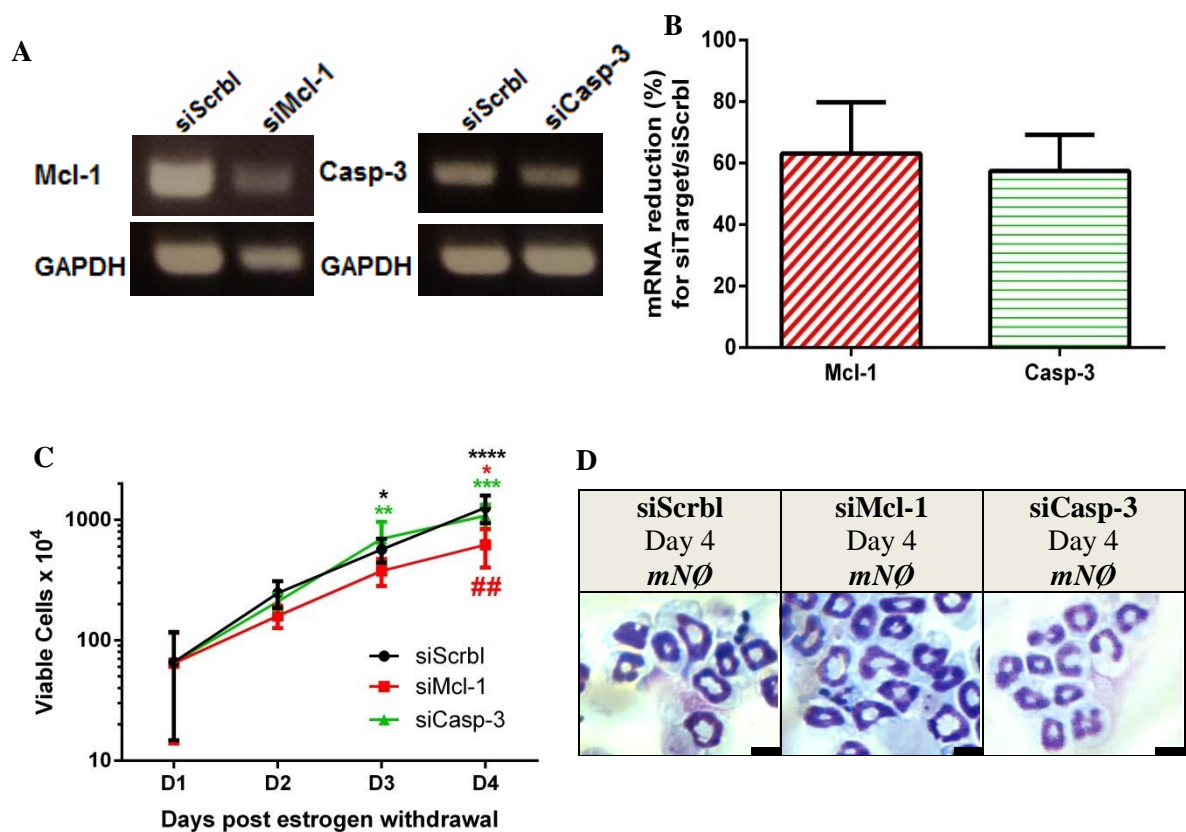 A
siScrbl
siMcl-1
siScrbl
siCasp-3
Mcl-1
Casp-3
GAPDH
GAPDH
B
mRNA reduction (%)
for siTarget/siScrbl
100
80
60
40
20
0
Mcl-1
Casp-3
C
Viable Cells x 10⁴
1000
100
10
*
**
****
*
***
##
siScrbl
siMcl-1
siCasp-3
D1
D2
D3
D4
Days post estrogen withdrawal
D
siScrbl
Day 4
mNØ
siMcl-1
Day 4
mNØ
siCasp-3
Day 4
mNØ